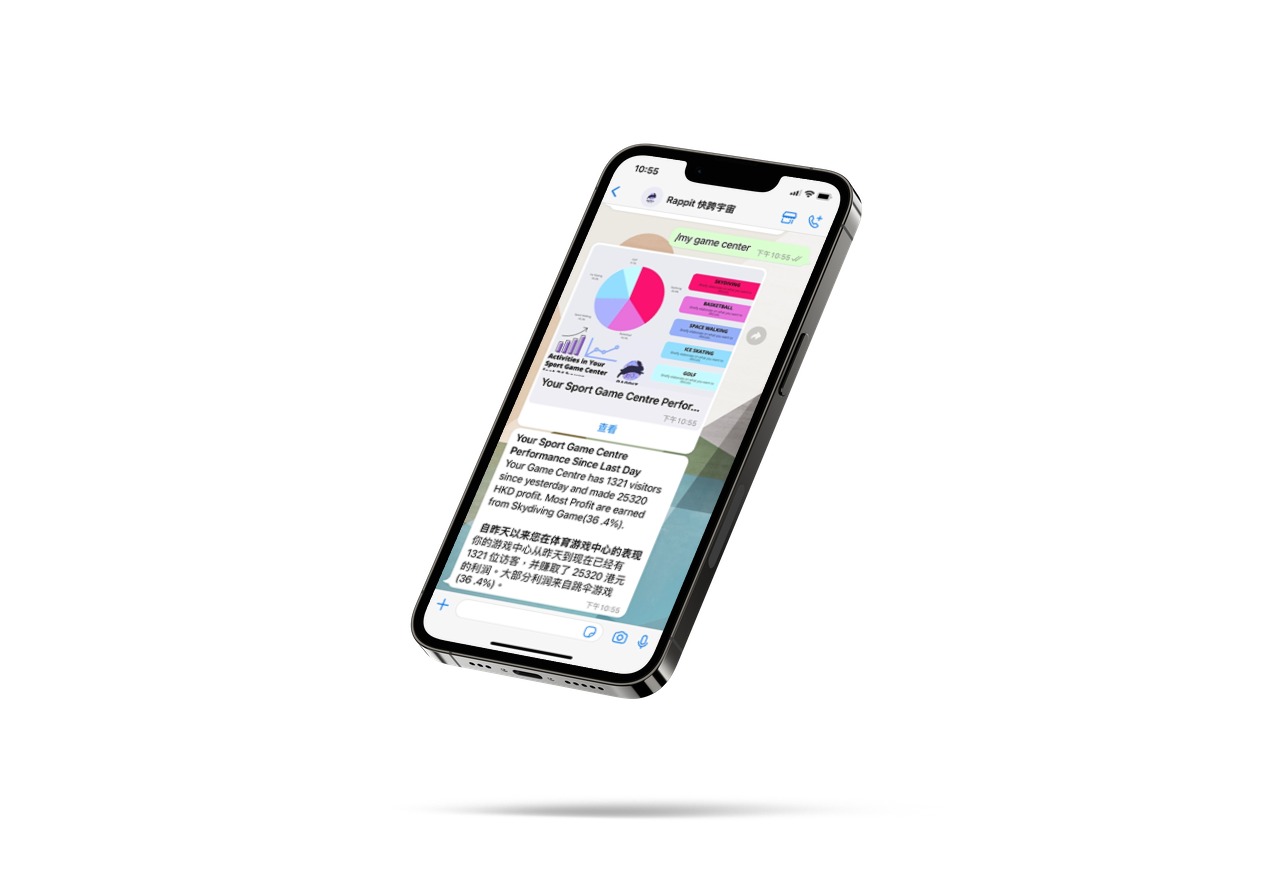 10:55
Rappit 快跨宇宙
/my game center
下午10:55
SKYDIVING
BASKETBALL
SPACE WALKING
ICE SKATING
GOLF
Activities in Your
Sport Game Center
Your Sport Game Centre Perfor...
下午10:55
查看
Your Sport Game Centre
Performance Since Last Day
Your Game Centre has 1321 visitors
since yesterday and made 25320
HKD profit. Most Profit are earned
from Skydiving Game(36 .4%).
自昨天以来您在体育游戏中心的表现
你的游戏中心从昨天到现在已经有
1321 位访客，并赚取了 25320 港元
的利润。大部分利润来自跳伞游戏
(36 .4%)。
下午10:55